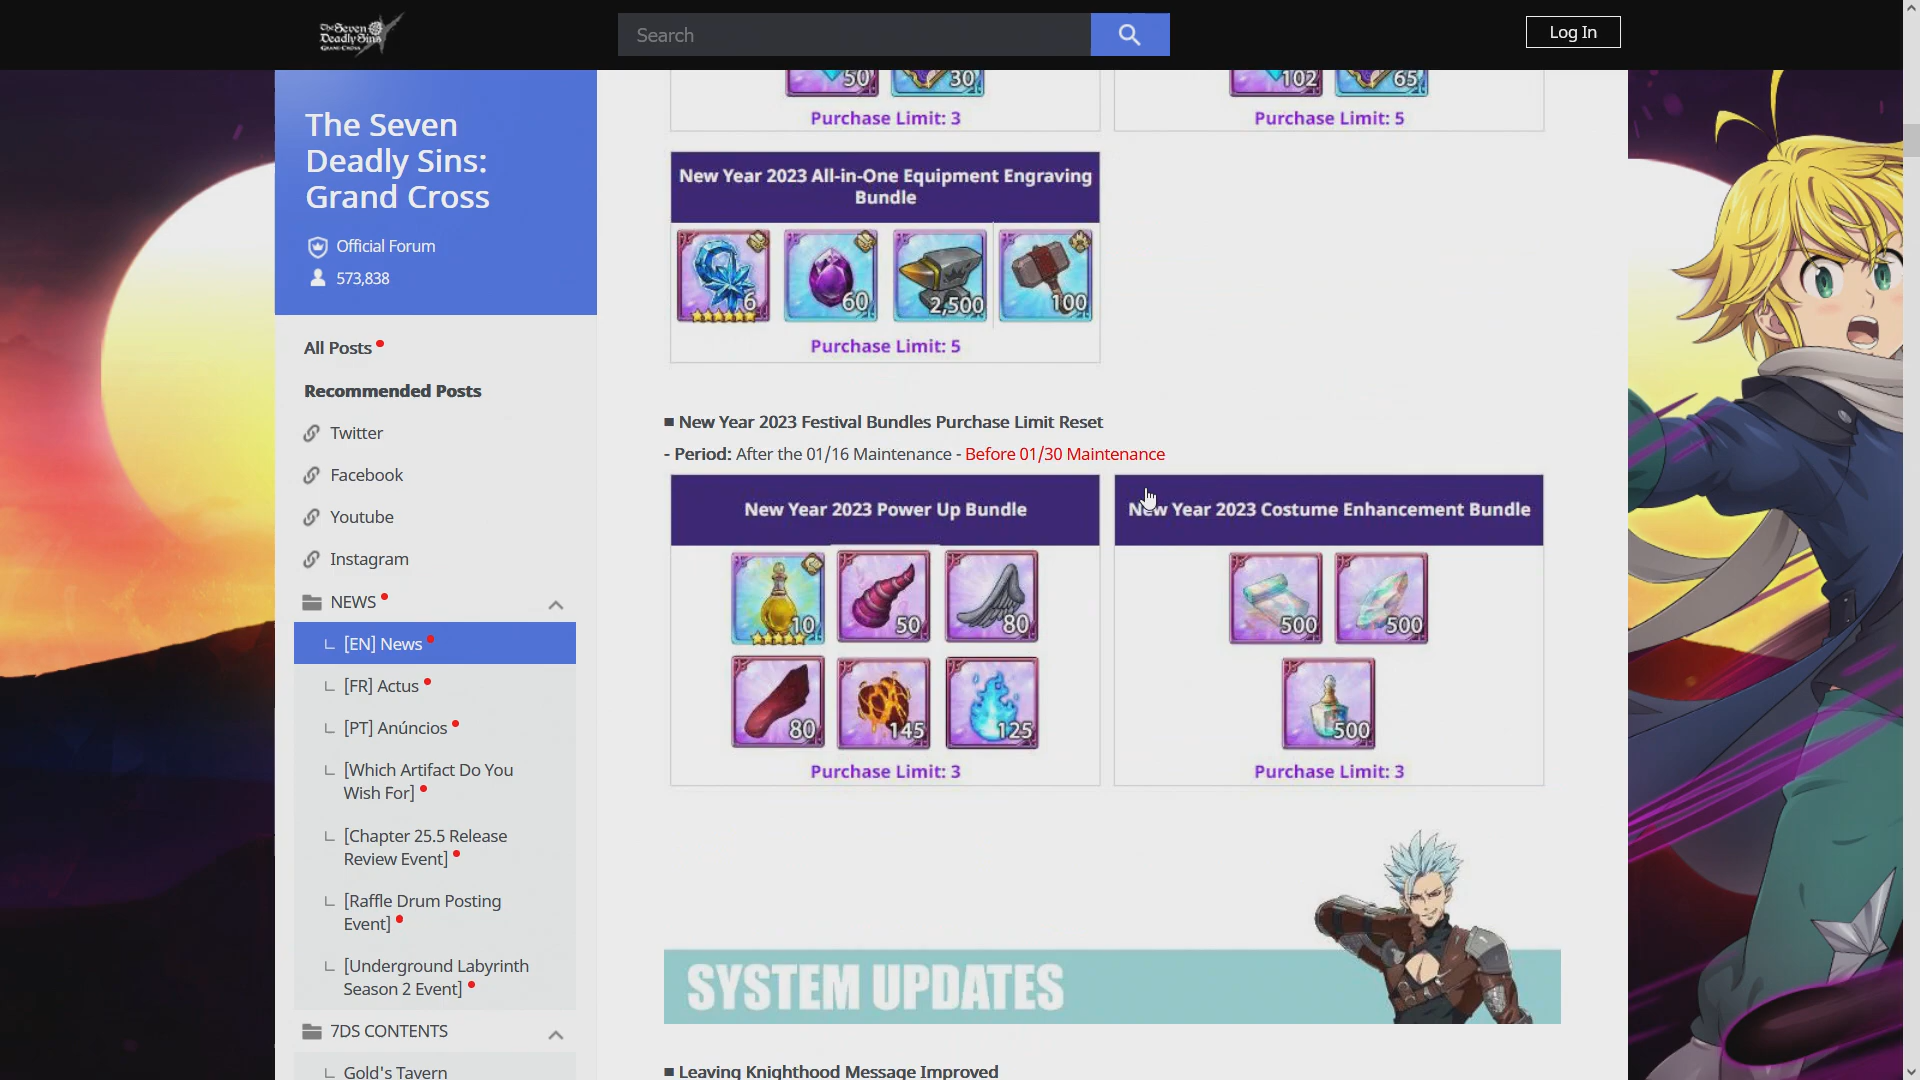 The Seven
Deadly Sins
GRAND CROSS
Search
Log In
The Seven
Deadly Sins:
Grand Cross
Official Forum
573,838
All Posts
Recommended Posts
Twitter
Facebook
Youtube
Instagram
NEWS
[EN] News
[FR] Actus
[PT] Anúncios
[Which Artifact Do You
Wish For]
[Chapter 25.5 Release
Review Event]
[Raffle Drum Posting
Event]
[Underground Labyrinth
Season 2 Event]
7DS CONTENTS
Gold's Tavern
50 30
Purchase Limit: 3
102 65
Purchase Limit: 5
New Year 2023 All-in-One Equipment Engraving
Bundle
6 60 2,500 100
Purchase Limit: 5
■ New Year 2023 Festival Bundles Purchase Limit Reset
- Period: After the 01/16 Maintenance - Before 01/30 Maintenance
New Year 2023 Power Up Bundle
10 50 80
80 145 125
Purchase Limit: 3
New Year 2023 Costume Enhancement Bundle
500 500
500
Purchase Limit: 3
SYSTEM UPDATES
■ Leaving Knighthood Message Improved